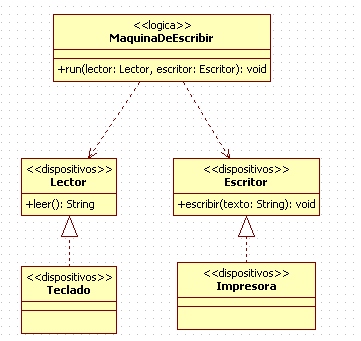 <<logica>>
MaquinaDeEscribir
+run(lector: Lector, escritor: Escritor): void
<<dispositivos>>
Lector
+leer(): String
<<dispositivos>>
Escritor
+escribir(texto: String): void
<<dispositivos>>
Teclado
<<dispositivos>>
Impresora